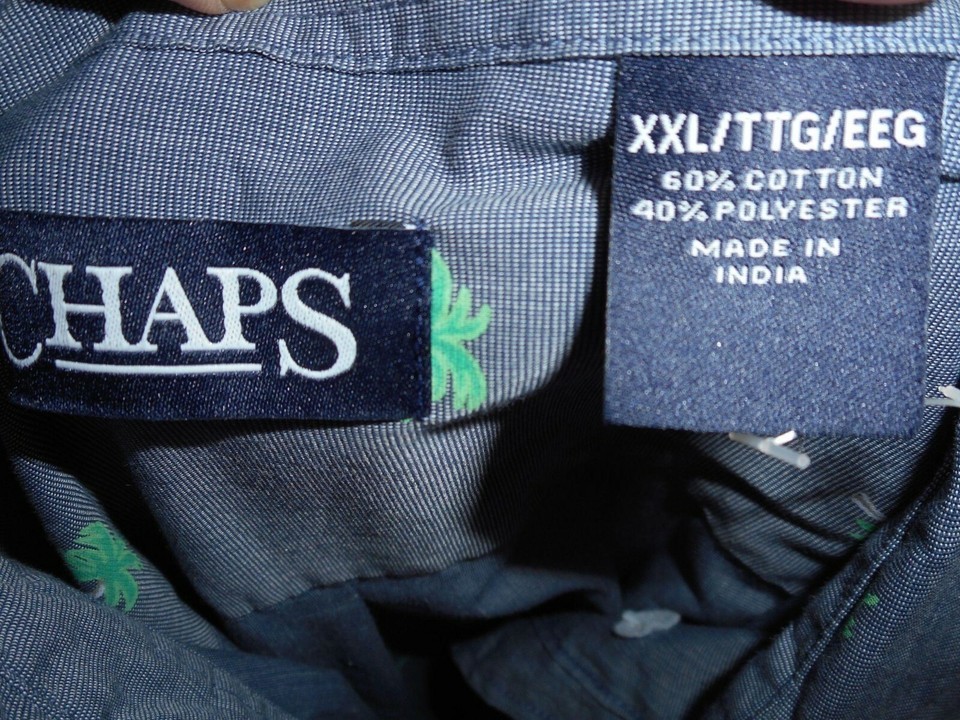 CHAPS
XXL/TTG/EEG
60% COTTON
40% POLYESTER
MADE IN
INDIA